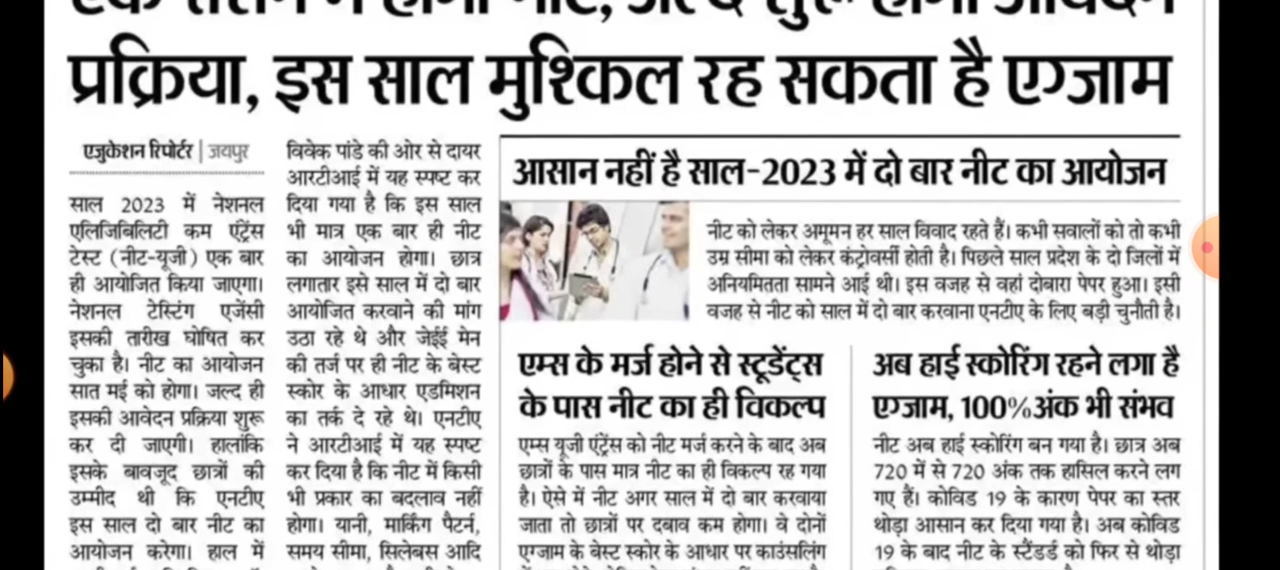 प्रक्रिया, इस साल मुश्किल रह सकता है एग्जाम
एजुकेशन रिपोर्टर | जयपुर
साल 2023 में नेशनल
एलिजिबिलिटी कम एंट्रेंस
टेस्ट (नीट-यूजी) एक बार
ही आयोजित किया जाएगा।
नेशनल टेस्टिंग एजेंसी
इसकी तारीख घोषित कर
चुका है। नीट का आयोजन
सात मई को होगा। जल्द ही
इसकी आवेदन प्रक्रिया शुरू
कर दी जाएगी। हालांकि
इसके बावजूद छात्रों की
उम्मीद थी कि एनटीए
इस साल दो बार नीट का
आयोजन करेगा। हाल में
विवेक पांडे की ओर से दायर
आरटीआई में यह स्पष्ट कर
दिया गया है कि इस साल
भी मात्र एक बार ही नीट
का आयोजन होगा। छात्र
लगातार इसे साल में दो बार
आयोजित करवाने की मांग
उठा रहे थे और जेईई मेन
की तर्ज पर ही नीट के बेस्ट
स्कोर के आधार एडमिशन
का तर्क दे रहे थे। एनटीए
ने आरटीआई में यह स्पष्ट
कर दिया है कि नीट में किसी
भी प्रकार का बदलाव नहीं
होगा। यानी, मार्किंग पैटर्न,
समय सीमा, सिलेबस आदि
आसान नहीं है साल-2023 में दो बार नीट का आयोजन
नीट को लेकर अमूमन हर साल विवाद रहते हैं। कभी सवालों को तो कभी
उम्र सीमा को लेकर कंट्रोवर्सी होती है। पिछले साल प्रदेश के दो जिलों में
अनियमितता सामने आई थी। इस वजह से वहां दोबारा पेपर हुआ। इसी
वजह से नीट को साल में दो बार करवाना एनटीए के लिए बड़ी चुनौती है।
एम्स के मर्ज होने से स्टूडेंट्स
के पास नीट का ही विकल्प
एम्स यूजी एंट्रेंस को नीट मर्ज करने के बाद अब
छात्रों के पास मात्र नीट का ही विकल्प रह गया
है। ऐसे में नीट अगर साल में दो बार करवाया
जाता तो छात्रों पर दबाव कम होगा। वे दोनों
एग्जाम के बेस्ट स्कोर के आधार पर काउंसलिंग
अब हाई स्कोरिंग रहने लगा है
एग्जाम, 100%अंक भी संभव
नीट अब हाई स्कोरिंग बन गया है। छात्र अब
720 में से 720 अंक तक हासिल करने लग
गए हैं। कोविड 19 के कारण पेपर का स्तर
थोड़ा आसान कर दिया गया है। अब कोविड
19 के बाद नीट के स्टैंडर्ड को फिर से थोड़ा